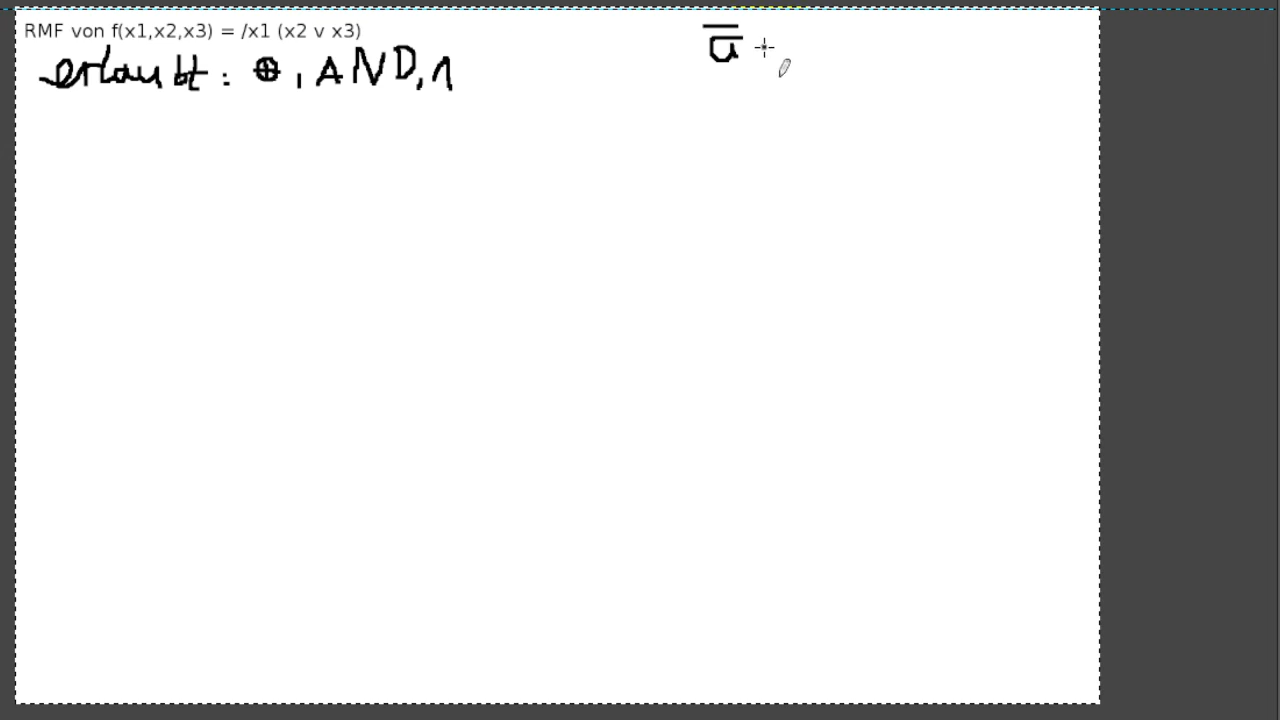 RMF von f(x1,x2,x3) = /x1 (x2 v x3)
erlaubt : ⊕, AND, 1
a̿